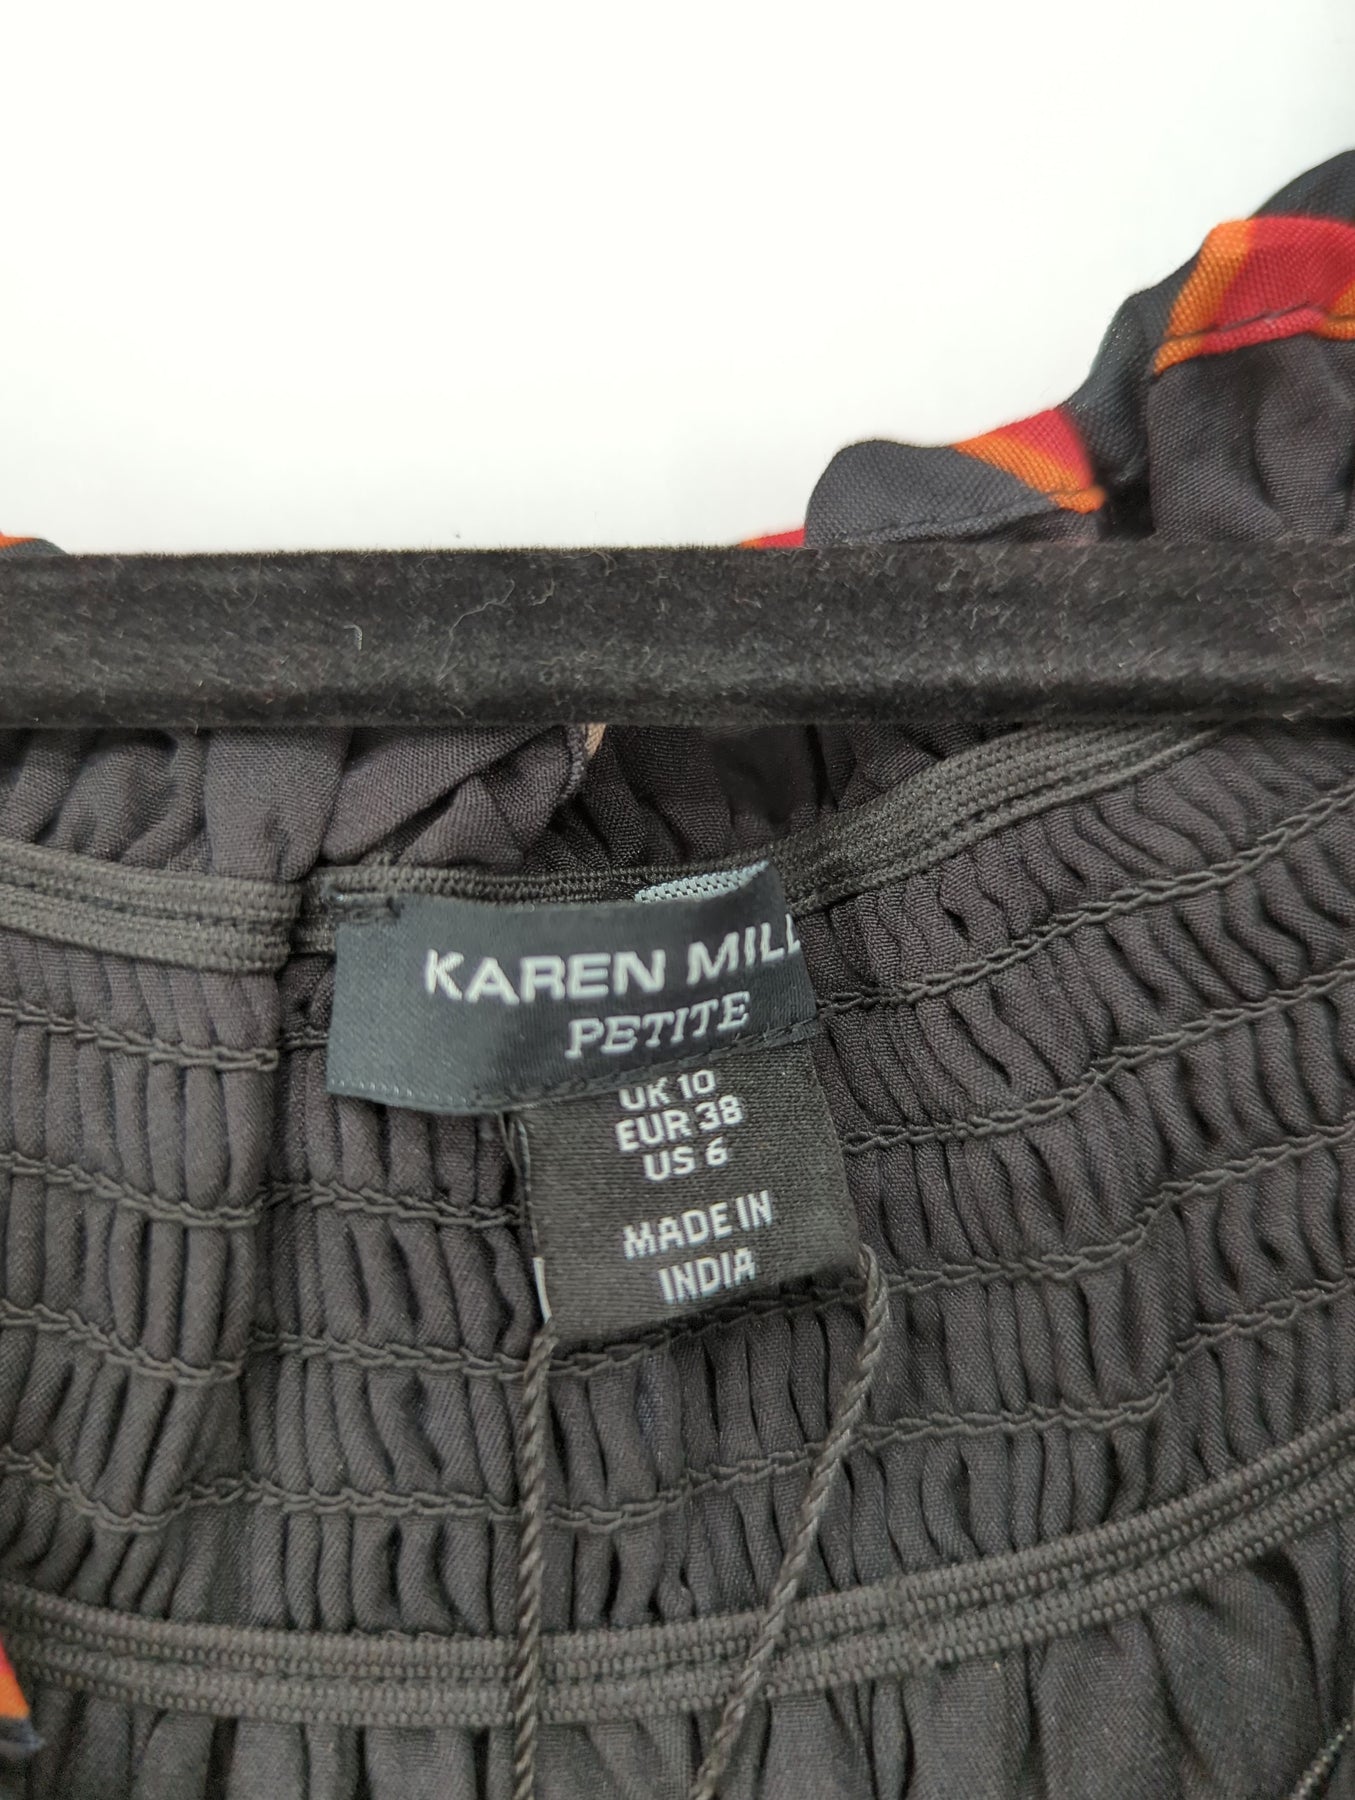 KAREN MILL
PETITE
UK 10
EUR 38
US 6
MADE IN
INDIA